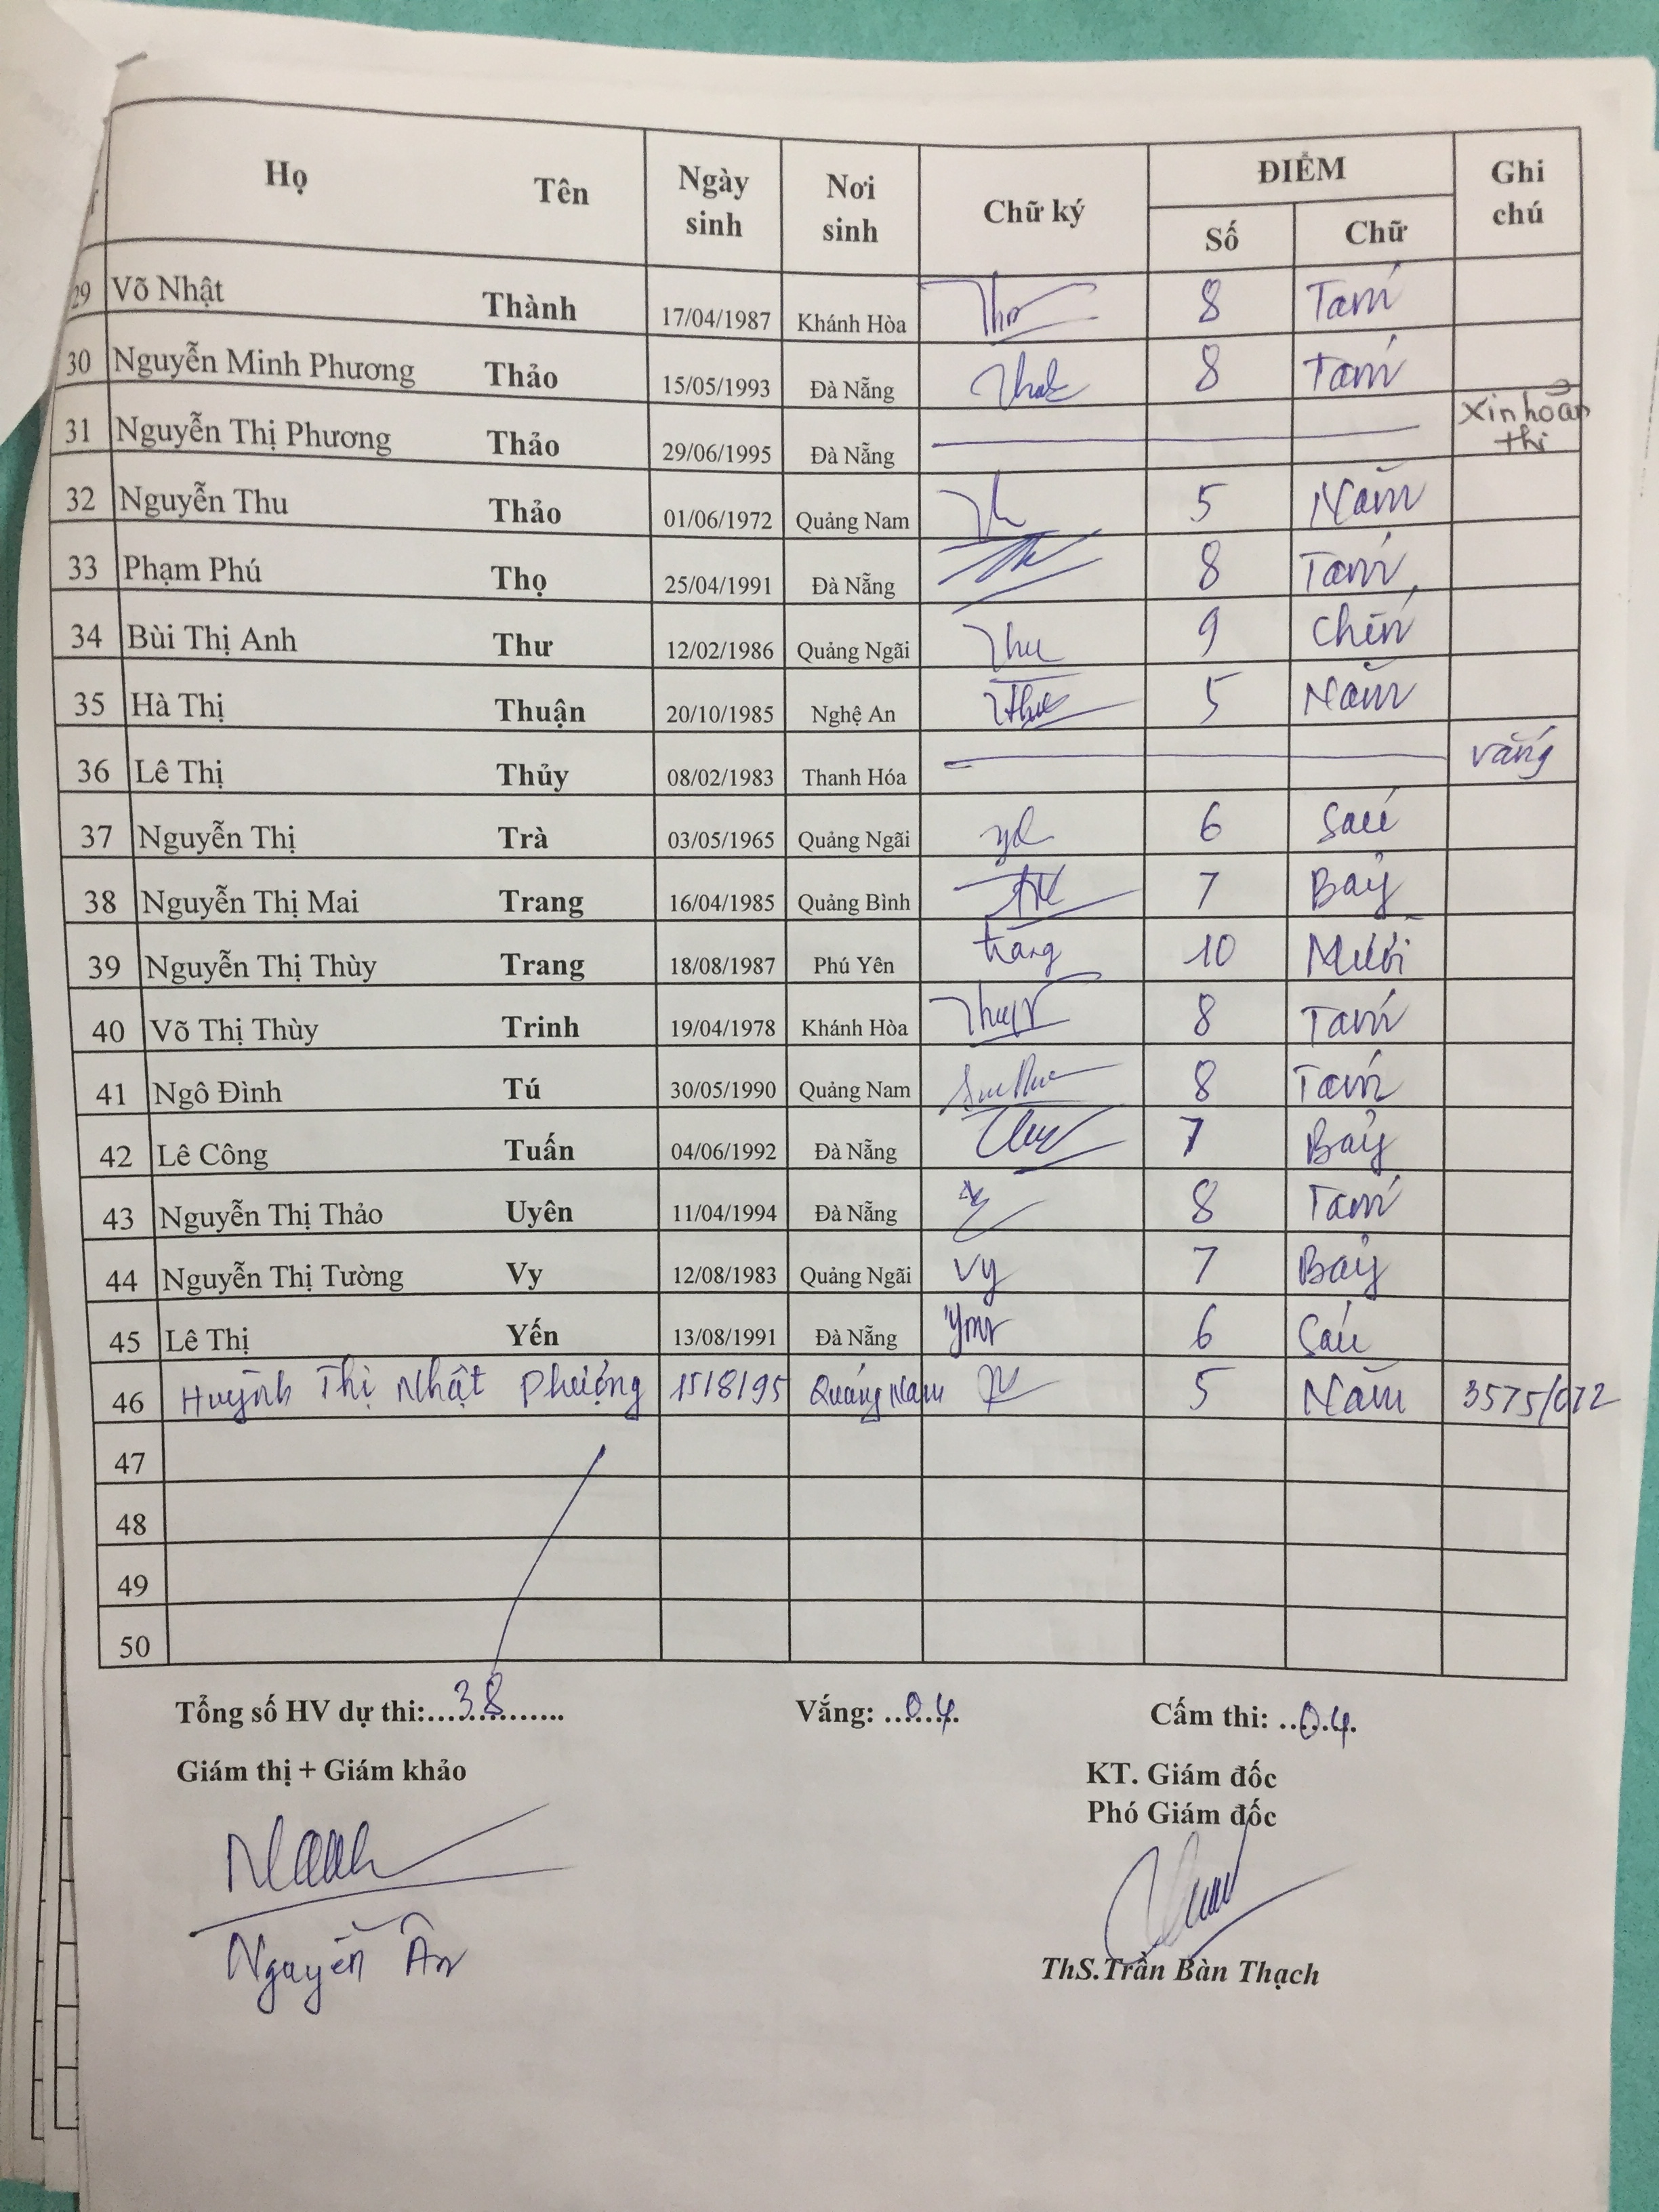 Họ Tên Ngày sinh Nơi sinh Chữ ký ĐIỂM Ghi chú
Số Chữ
29 Võ Nhật Thành 17/04/1987 Khánh Hòa 8 Tám
30 Nguyễn Minh Phương Thảo 15/05/1993 Đà Nẵng 8 Tám
31 Nguyễn Thị Phương Thảo 29/06/1995 Đà Nẵng Xin hoãn thi
32 Nguyễn Thu Thảo 01/06/1972 Quảng Nam 5 Năm
33 Phạm Phú Thọ 25/04/1991 Đà Nẵng 8 Tám
34 Bùi Thị Anh Thư 12/02/1986 Quảng Ngãi Thu 9 Chín
35 Hà Thị Thuận 20/10/1985 Nghệ An 5 Năm
36 Lê Thị Thủy 08/02/1983 Thanh Hóa vắng
37 Nguyễn Thị Trà 03/05/1965 Quảng Ngãi 6 Sáu
38 Nguyễn Thị Mai Trang 16/04/1985 Quảng Bình 7 Bảy
39 Nguyễn Thị Thùy Trang 18/08/1987 Phú Yên trang 10 Mười
40 Võ Thị Thùy Trinh 19/04/1978 Khánh Hòa 8 Tám
41 Ngô Đình Tú 30/05/1990 Quảng Nam 8 Tám
42 Lê Công Tuấn 04/06/1992 Đà Nẵng 7 Bảy
43 Nguyễn Thị Thảo Uyên 11/04/1994 Đà Nẵng 8 Tám
44 Nguyễn Thị Tường Vy 12/08/1983 Quảng Ngãi Vy 7 Bảy
45 Lê Thị Yến 13/08/1991 Đà Nẵng 6 Sáu
46 Huỳnh Thị Nhật Phượng 15/8/95 Quảng Nam 5 Năm 3575/072
47
48
49
50
Tổng số HV dự thi:....38.......... Vắng: ..04.. Cấm thi: ..04..
Giám thị + Giám khảo KT. Giám đốc
Phó Giám đốc
Nguyễn Ân ThS.Trần Bàn Thạch